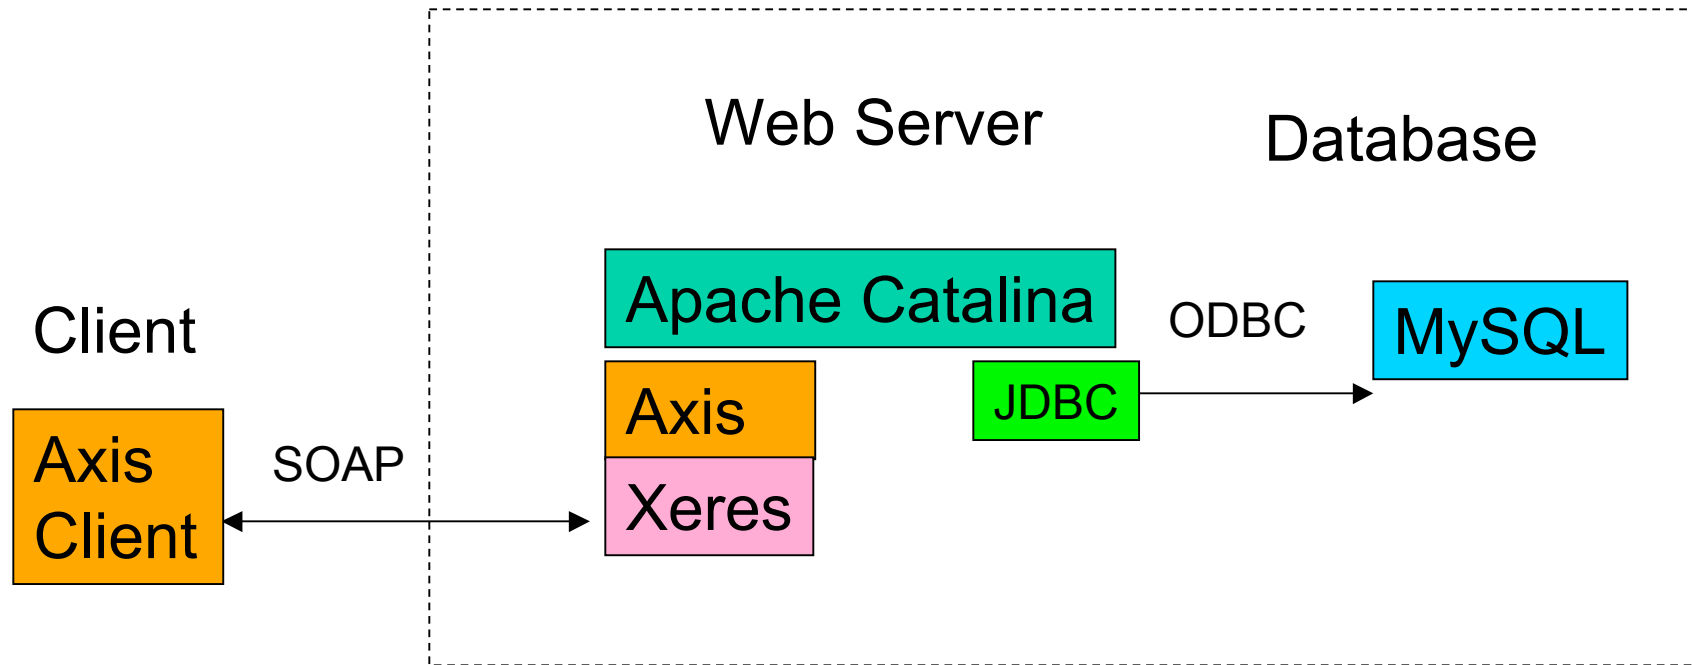 Web Server
Database
Apache Catalina
ODBC
MySQL
Client
Axis
JDBC
Axis
Client
SOAP
Xeres